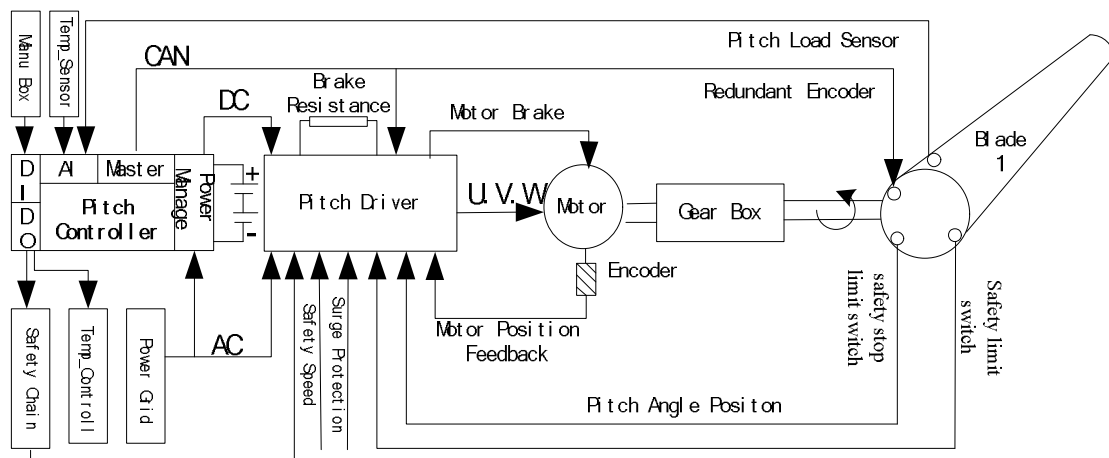 Manu Box
Temp_Sensor
CAN
Pitch Load Sensor
Brake
Resistance
DC
Motor Brake
Redundant Encoder
Blade
1
DI
DO
AI
Master
Pitch
Controller
Power
Manage
+
-
Pitch Driver
U.V.W
Motor
Gear Box
Encoder
Motor Position
Feedback
safety stop
limit switch
Safety limit
switch
Safety Chain
Temp_Controll
Power Grid
AC
Safety Speed
Surge Protection
Pitch Angle Positon